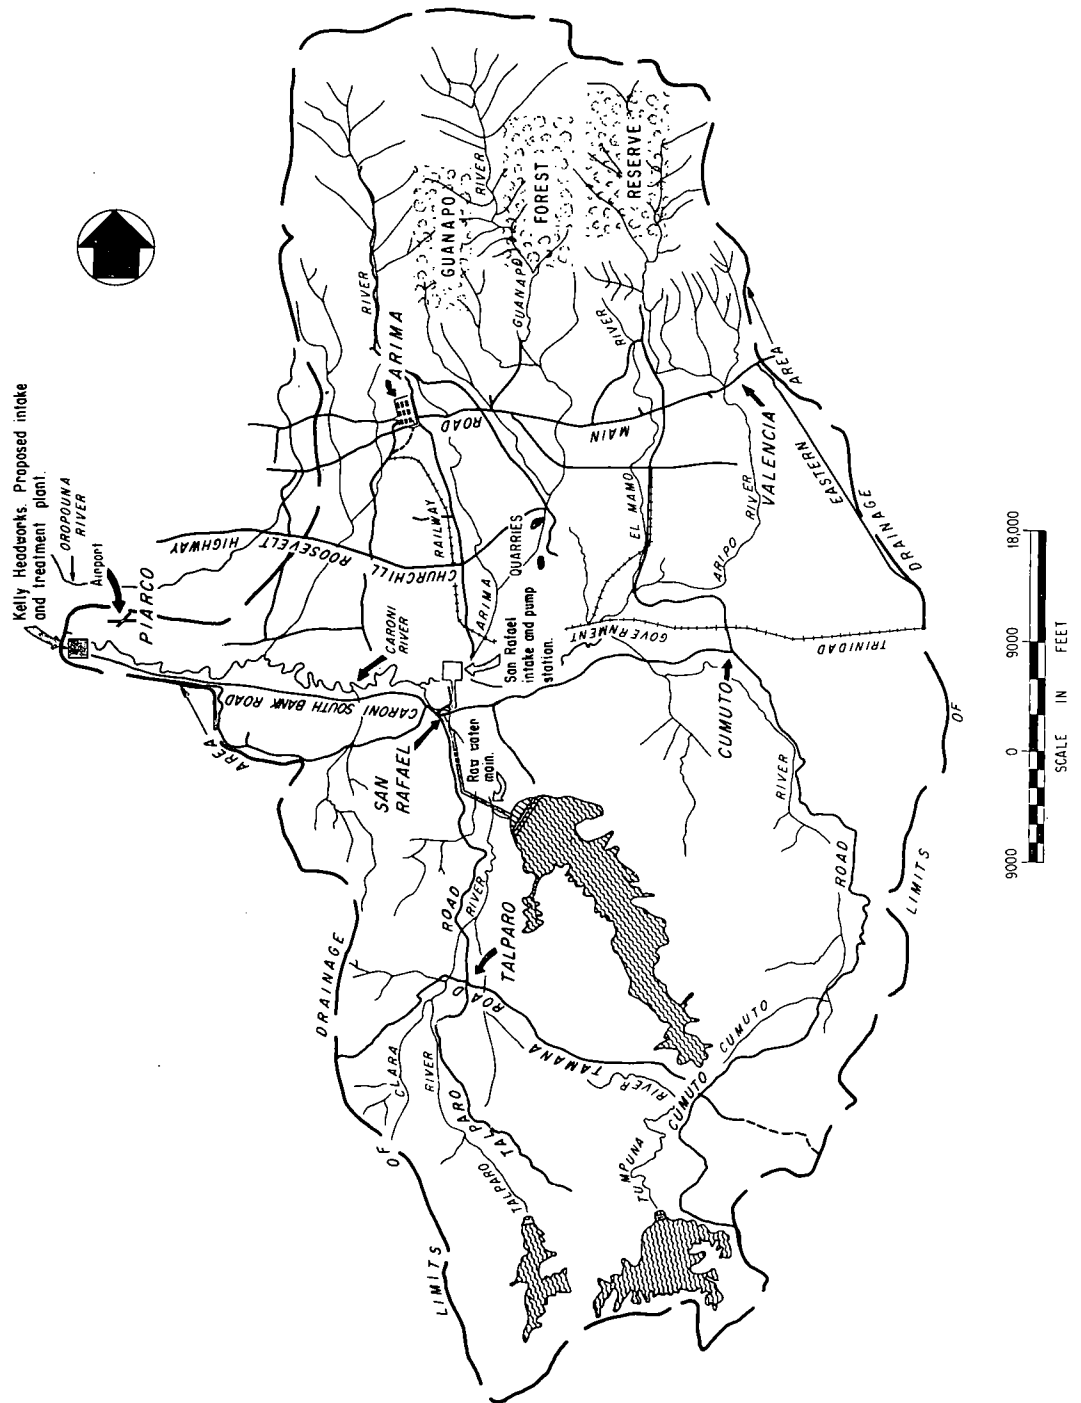 Kelly Headworks. Proposed intake
and treatment plant.
OROPOUNA
RIVER
Airport
PIARCO
CHURCHILL ROOSEVELT HIGHWAY
CARONI
RIVER
CARONI SOUTH BANK ROAD
AREA
RIVER
ARIMA
GUANAPO
FOREST
RESERVE
RIVER
GUANAPO
RIVER
MAIN
ROAD
RAILWAY
ARIMA
QUARRIES
San Rafael
intake and pump
station.
EL MAMO
ARIPO
RIVER
VALENCIA
EASTERN
AREA
DRAINAGE
TRINIDAD
GOVERNMENT
SAN
RAFAEL
Raw water
main.
CUMUTO
RIVER
ROAD
CUMUTO
CUMUTO
ROAD
RIVER
TALPARO
ROAD
TAMANA
RIVER
TUMPUNA
CLARA
RIVER
TALPARO
TALPARO
LIMITS
OF
DRAINAGE
LIMITS
OF
9000
0
9000
18,000
SCALE IN FEET